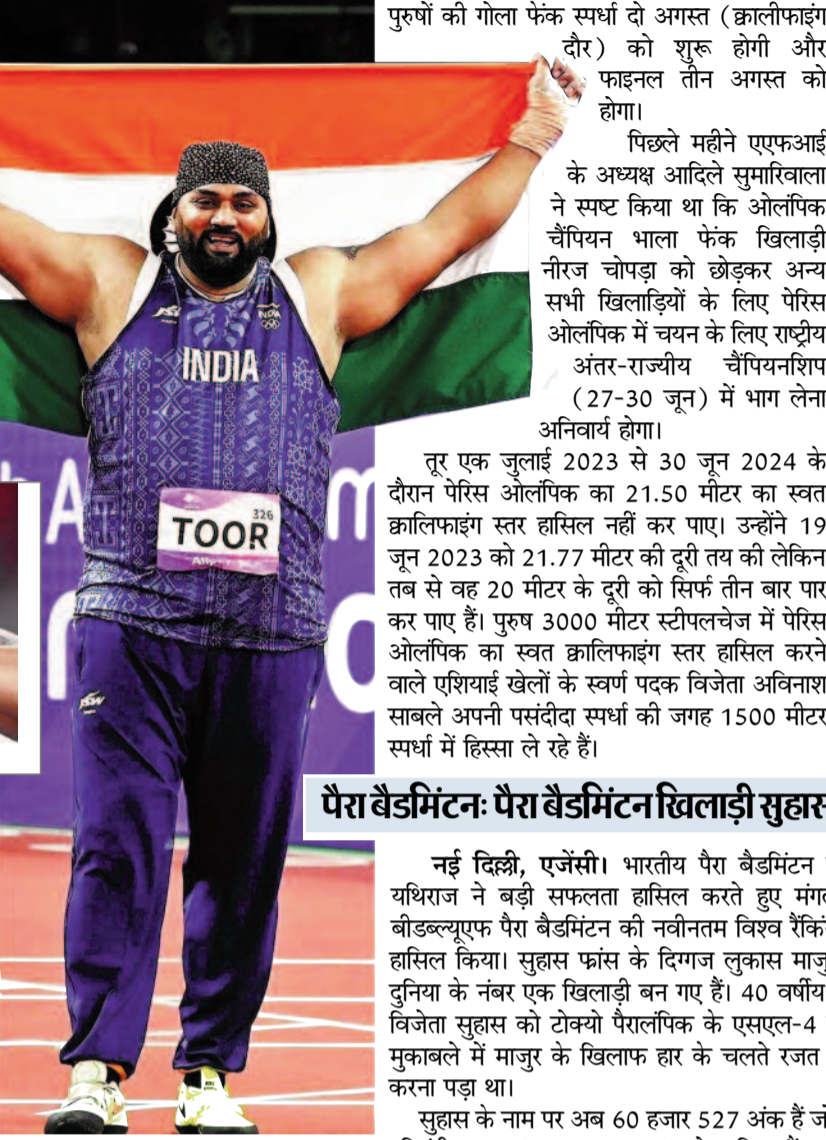 पुरुषों की गोला फेंक स्पर्धा दो अगस्त (क्वालीफाइंग
दौर) को शुरू होगी और
फाइनल तीन अगस्त को
होगा।
पिछले महीने एएफआई
के अध्यक्ष आदिले सुमारिवाला
ने स्पष्ट किया था कि ओलंपिक
चैंपियन भाला फेंक खिलाड़ी
नीरज चोपड़ा को छोड़कर अन्य
सभी खिलाड़ियों के लिए पेरिस
ओलंपिक में चयन के लिए राष्ट्रीय
अंतर-राज्यीय चैंपियनशिप
(27-30 जून) में भाग लेना
अनिवार्य होगा।
तूर एक जुलाई 2023 से 30 जून 2024 के
दौरान पेरिस ओलंपिक का 21.50 मीटर का स्वत
क्वालिफाइंग स्तर हासिल नहीं कर पाए। उन्होंने 19
जून 2023 को 21.77 मीटर की दूरी तय की लेकिन
तब से वह 20 मीटर के दूरी को सिर्फ तीन बार पार
कर पाए हैं। पुरुष 3000 मीटर स्टीपलचेज में पेरिस
ओलंपिक का स्वत क्वालिफाइंग स्तर हासिल करने
वाले एशियाई खेलों के स्वर्ण पदक विजेता अविनाश
साबले अपनी पसंदीदा स्पर्धा की जगह 1500 मीटर
स्पर्धा में हिस्सा ले रहे हैं।
INDIA
326
TOOR
पैरा बैडमिंटनः पैरा बैडमिंटन खिलाड़ी सुहास
नई दिल्ली, एजेंसी। भारतीय पैरा बैडमिंटन
यथिराज ने बड़ी सफलता हासिल करते हुए
बीडब्ल्यूएफ पैरा बैडमिंटन की नवीनतम विश्व
हासिल किया। सुहास फ्रांस के दिग्गज लुकास
दुनिया के नंबर एक खिलाड़ी बन गए हैं। 40 वर्षीय
विजेता सुहास को टोक्यो पैरालंपिक के एसएल-4
मुकाबले में माजुर के खिलाफ हार के चलते रजत
करना पड़ा था।
सुहास के नाम पर अब 60 हजार 527 अंक हैं